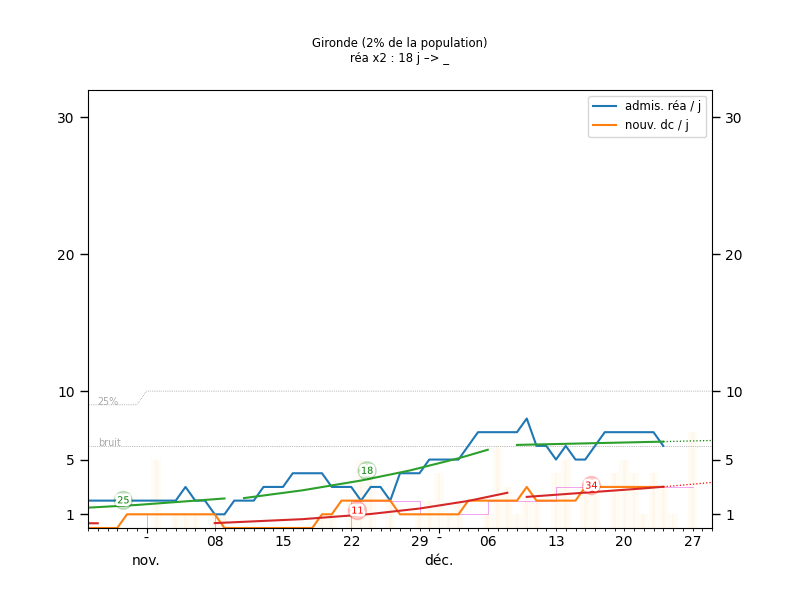 Gironde (2% de la population)
réa x2 : 18 j –> _
admis. réa / j
nouv. dc / j
30 30
20 20
10 10
25%
bruit
5 5
18
25
34
11
1 1
- 08 15 22 29 - 06 13 20 27
nov. déc.